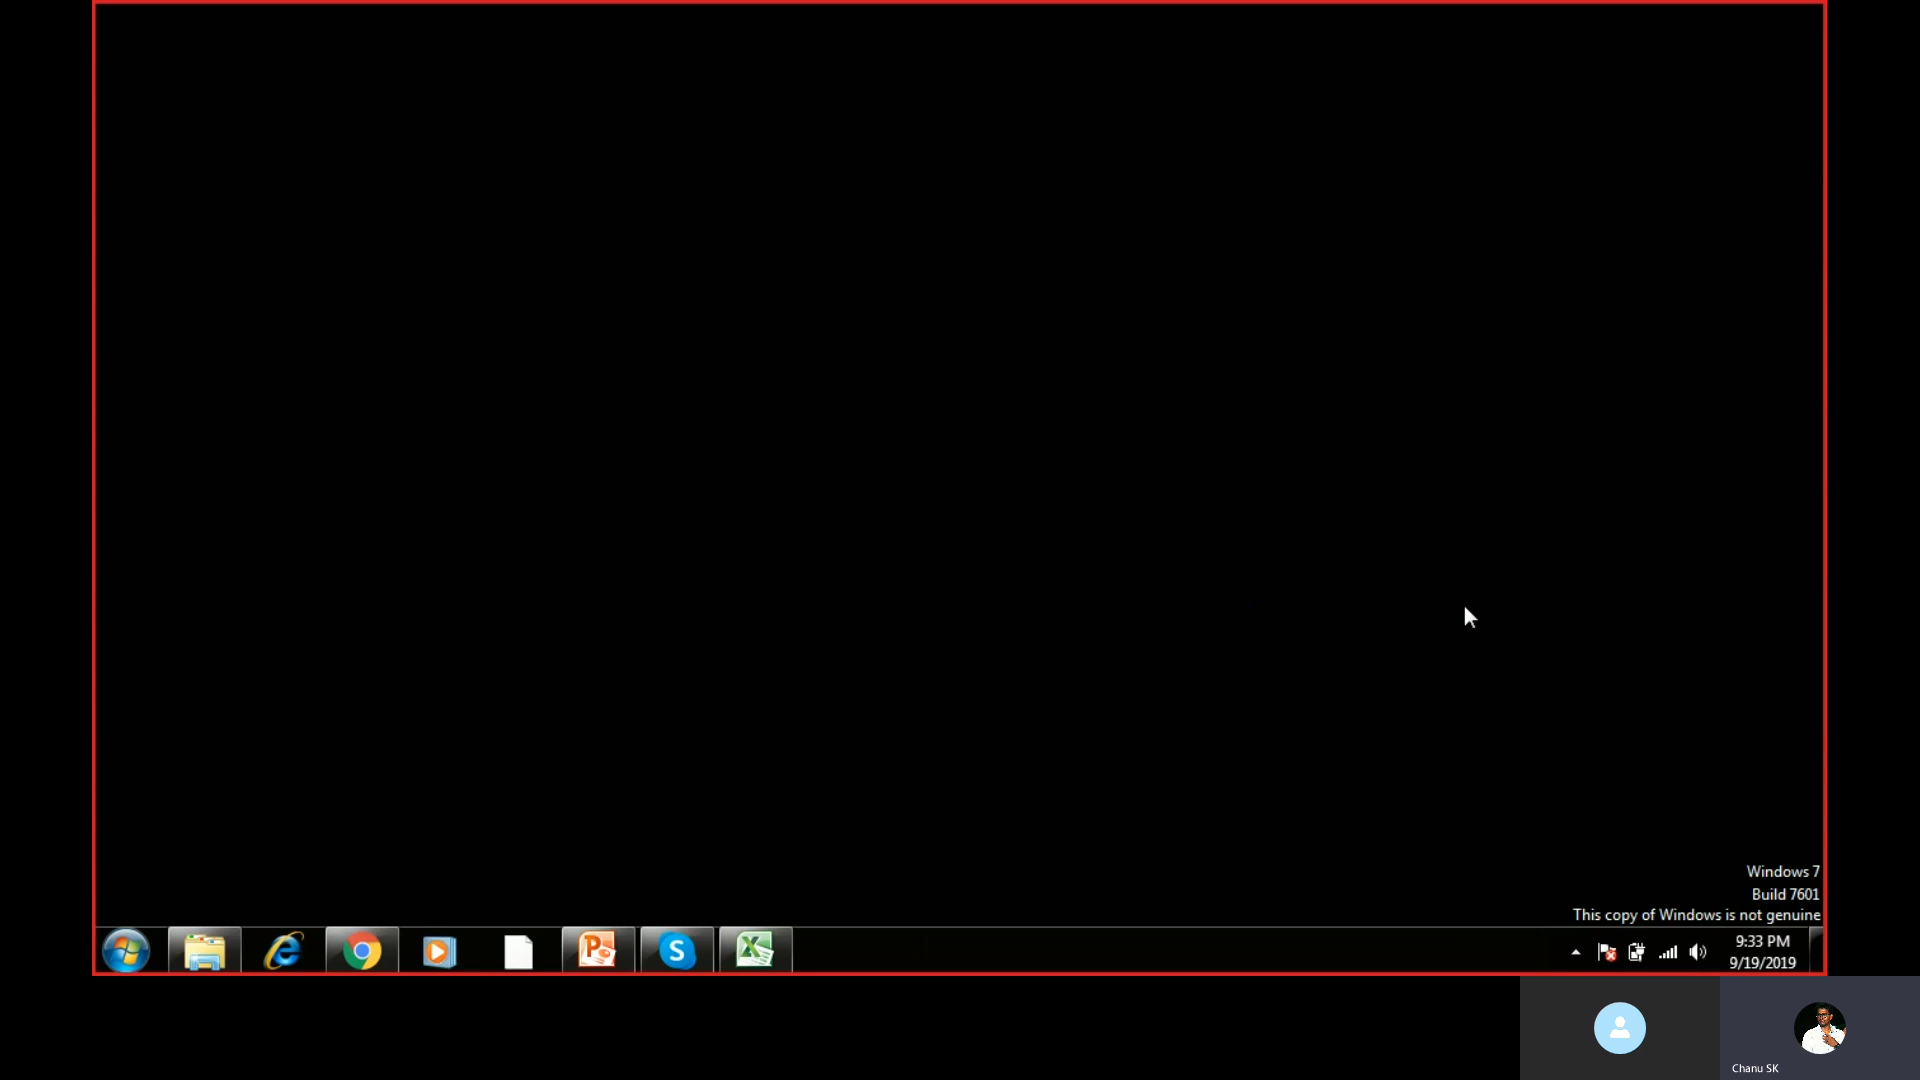 Windows 7
Build 7601
This copy of Windows is not genuine
9:33 PM
9/19/2019
Chanu SK